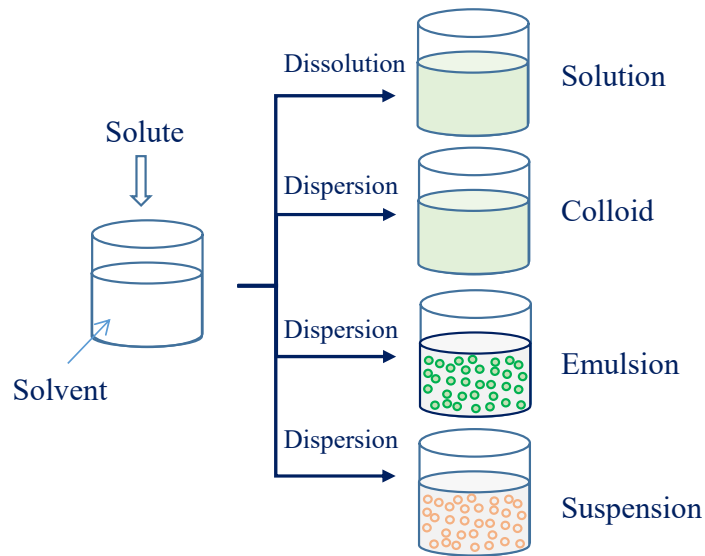 Solute
Solvent
Dissolution
Solution
Dispersion
Colloid
Dispersion
Emulsion
Dispersion
Suspension